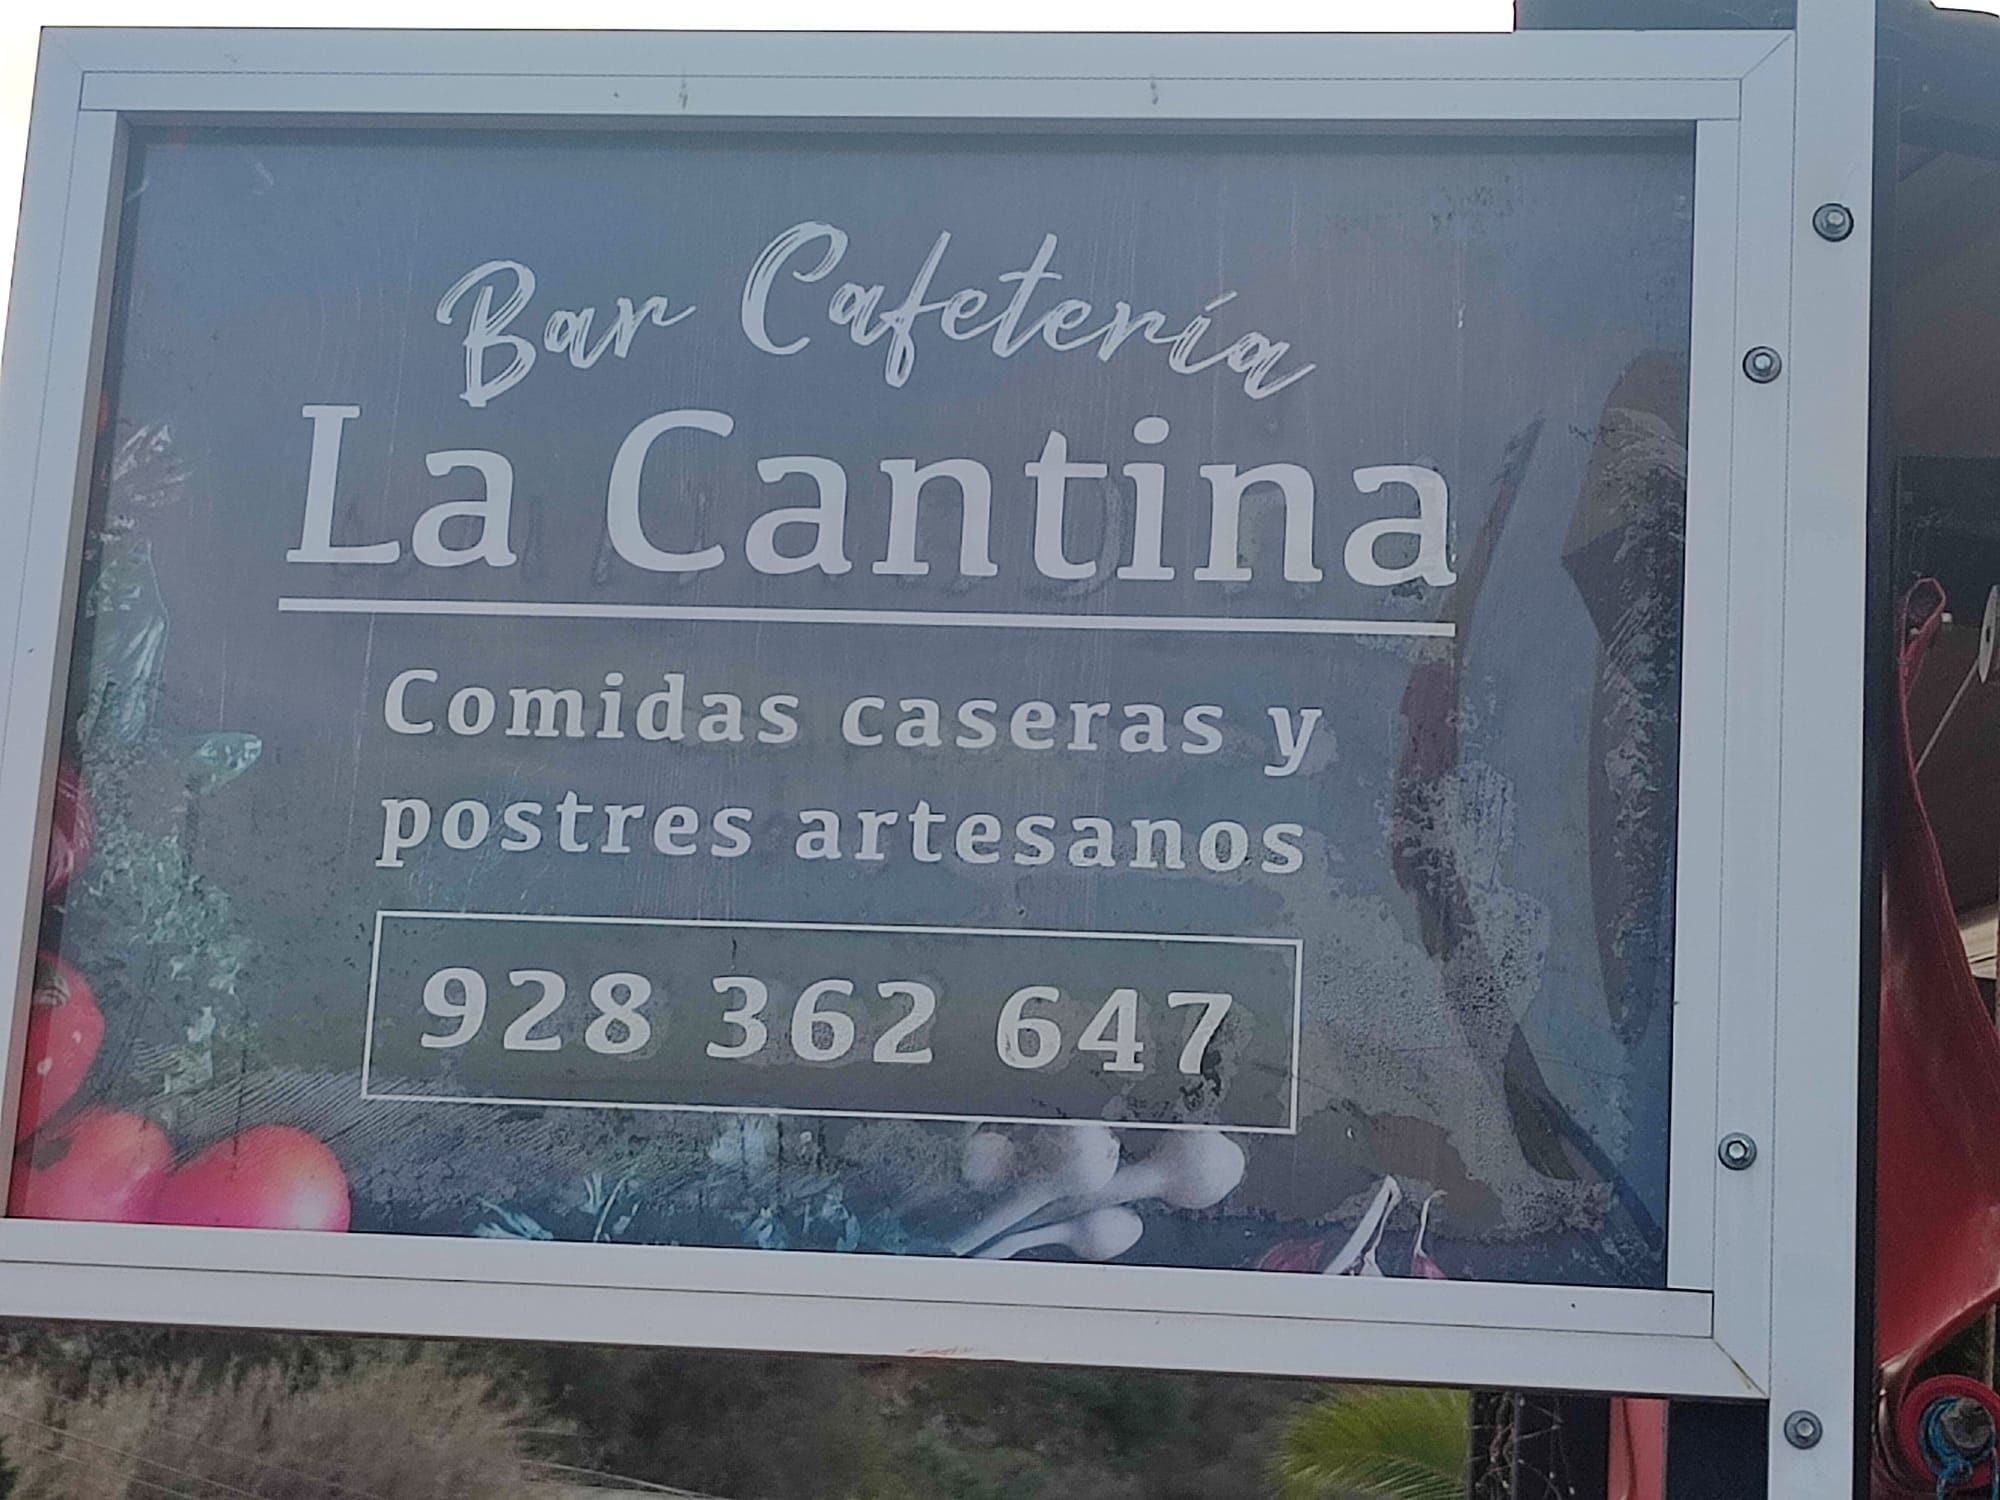 Bar Cafetería
La Cantina
Comidas caseras y
postres artesanos
928 362 647